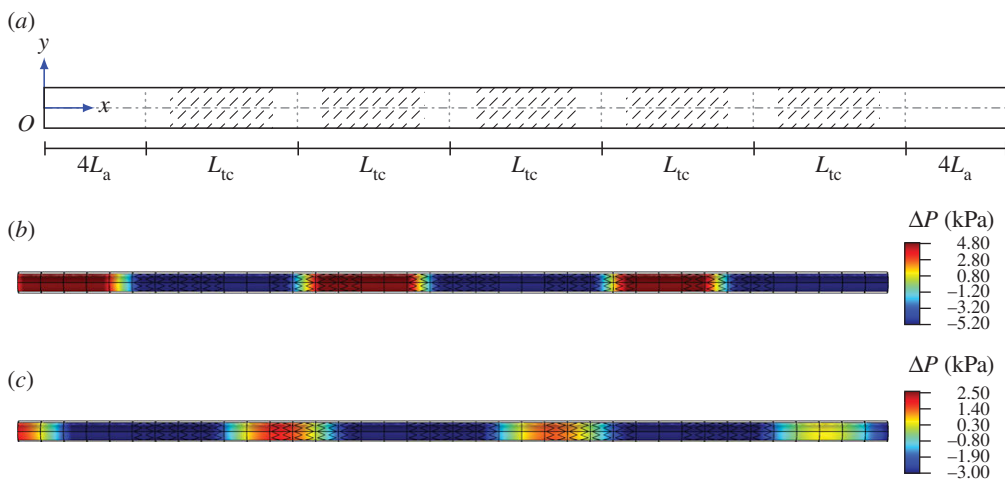 (a)
y
x
O
4Lₐ Lₜc Lₜc Lₜc Lₜc Lₜc 4Lₐ
(b)
ΔP (kPa)
4.80
2.80
0.80
−1.20
−3.20
−5.20
(c)
ΔP (kPa)
2.50
1.40
0.30
−0.80
−1.90
−3.00